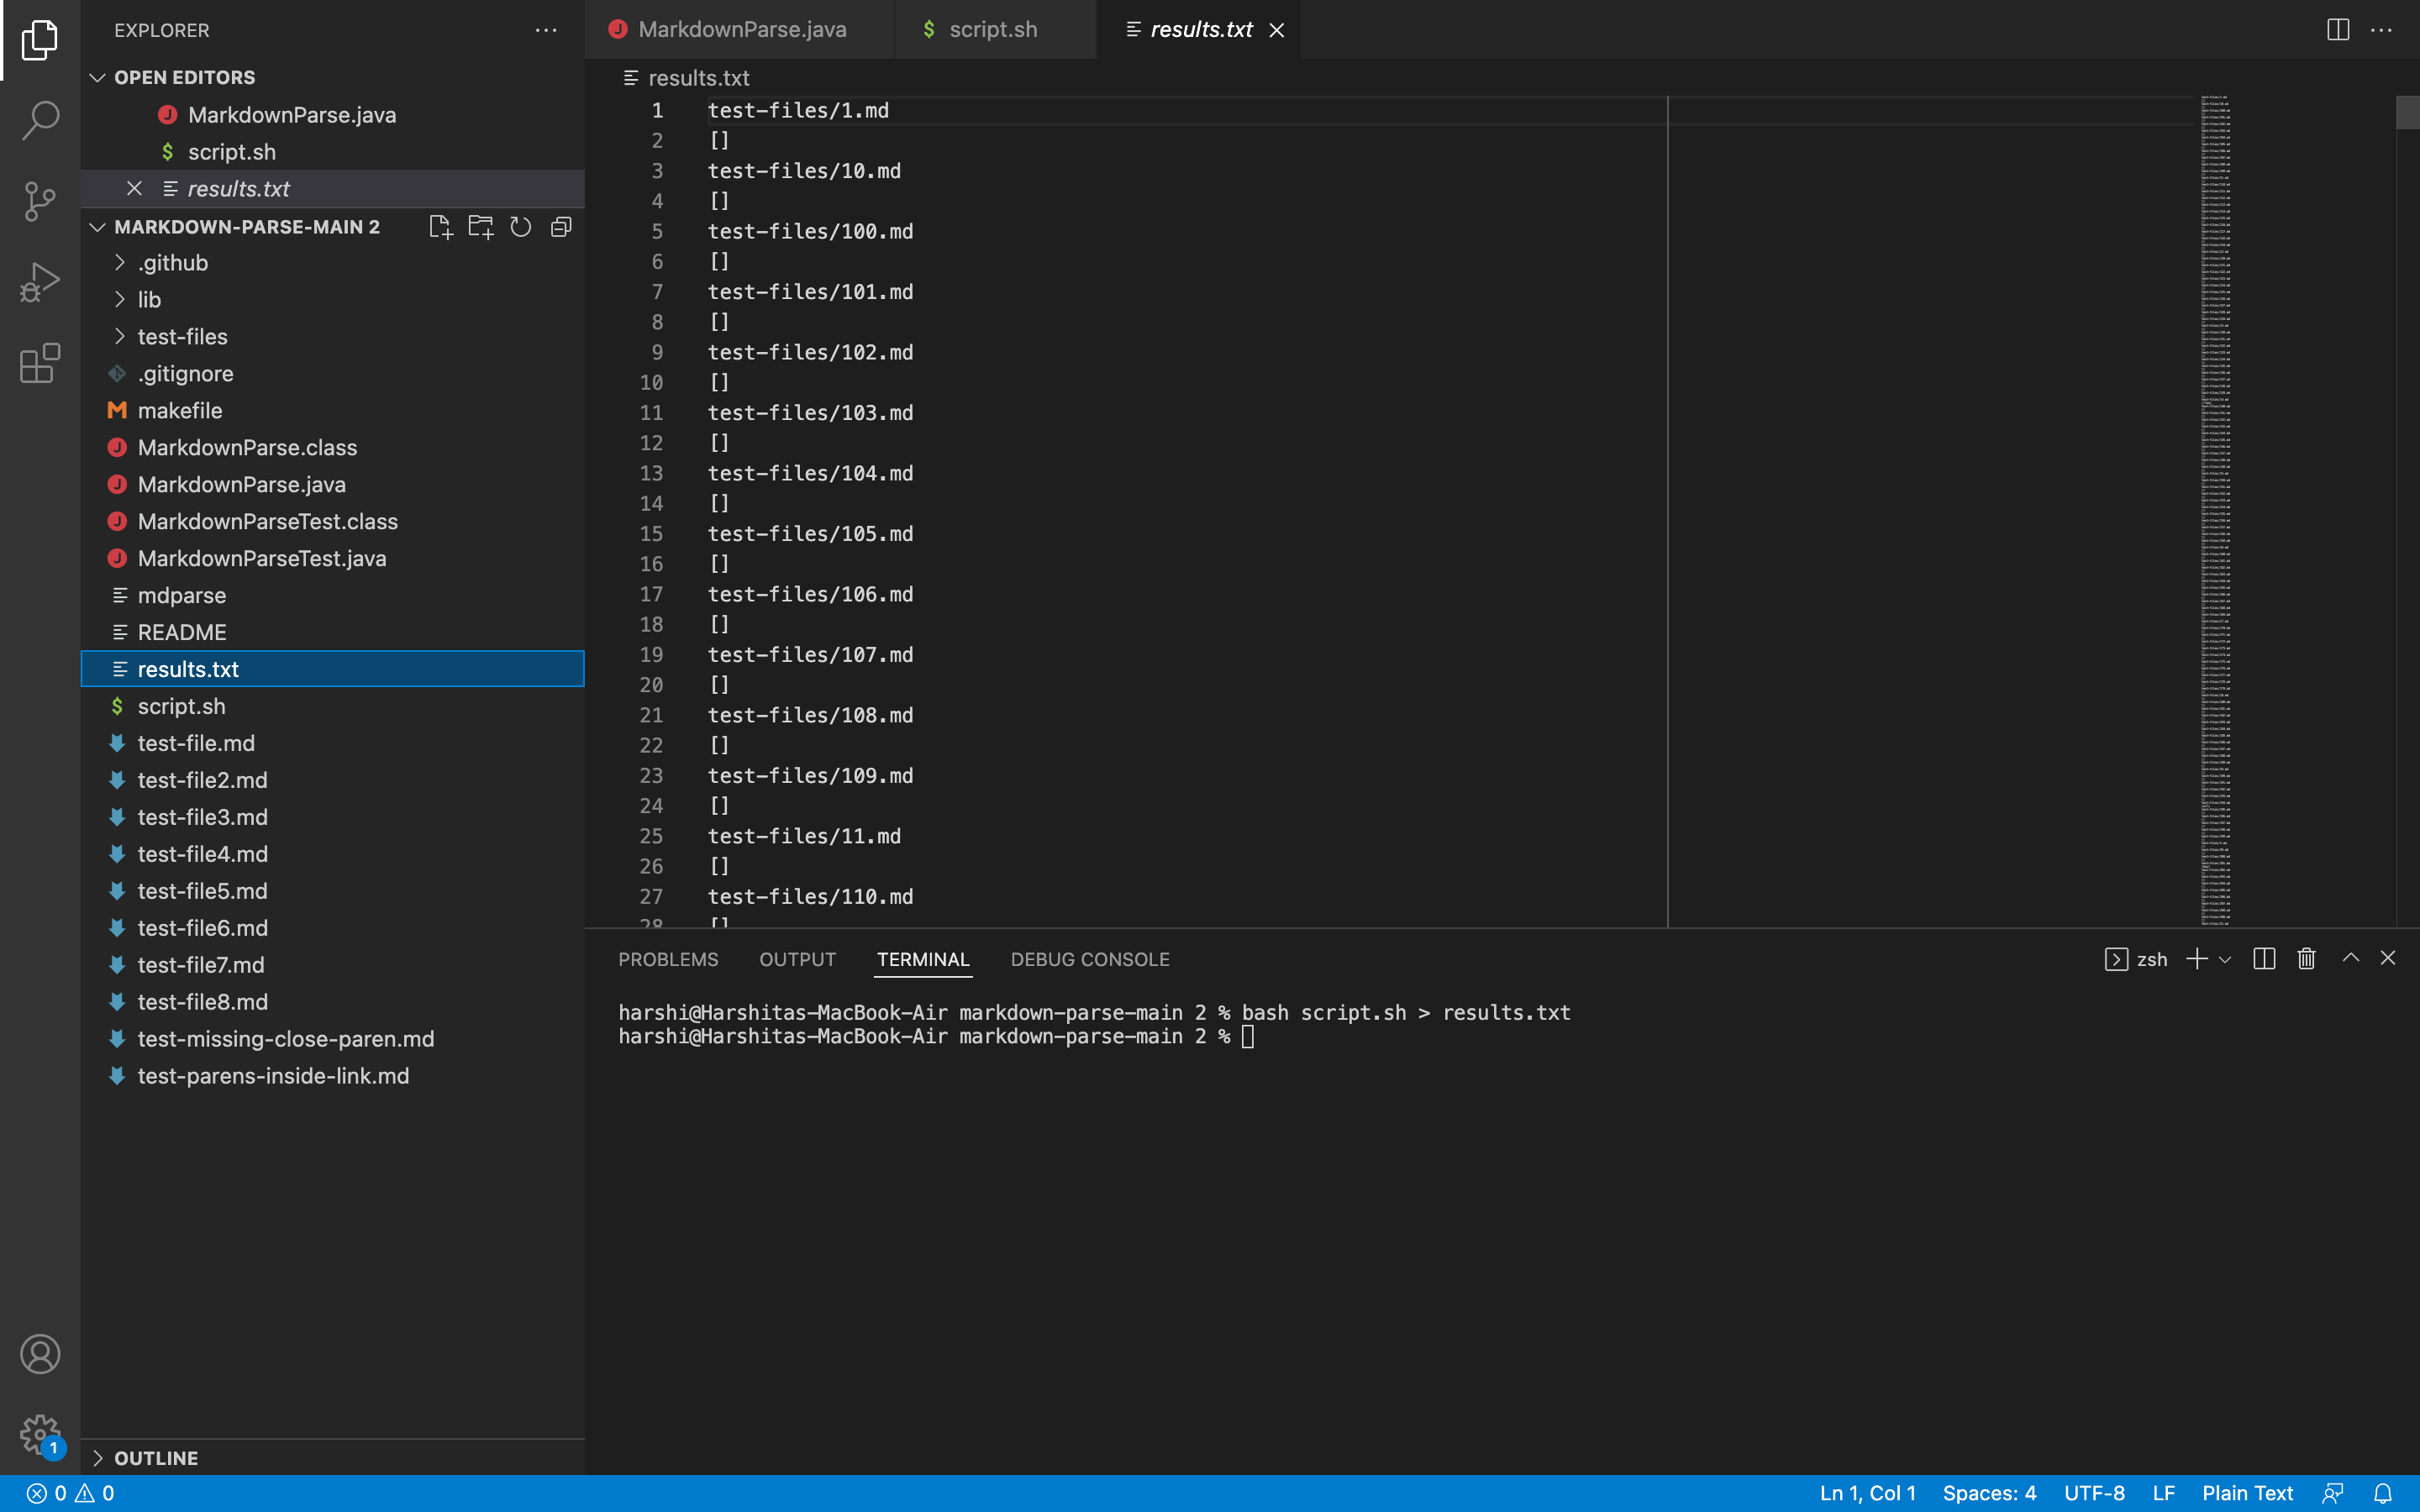 EXPLORER
OPEN EDITORS
MarkdownParse.java
$ script.sh
results.txt
MARKDOWN-PARSE-MAIN 2
.github
lib
test-files
.gitignore
M makefile
J MarkdownParse.class
J MarkdownParse.java
J MarkdownParseTest.class
J MarkdownParseTest.java
mdparse
README
results.txt
$ script.sh
test-file.md
test-file2.md
test-file3.md
test-file4.md
test-file5.md
test-file6.md
test-file7.md
test-file8.md
test-missing-close-paren.md
test-parens-inside-link.md
1
OUTLINE
J MarkdownParse.java $ script.sh results.txt
results.txt
1 test-files/1.md
2 []
3 test-files/10.md
4 []
5 test-files/100.md
6 []
7 test-files/101.md
8 []
9 test-files/102.md
10 []
11 test-files/103.md
12 []
13 test-files/104.md
14 []
15 test-files/105.md
16 []
17 test-files/106.md
18 []
19 test-files/107.md
20 []
21 test-files/108.md
22 []
23 test-files/109.md
24 []
25 test-files/11.md
26 []
27 test-files/110.md
28 []
PROBLEMS OUTPUT TERMINAL DEBUG CONSOLE zsh
harshi@Harshitas-MacBook-Air markdown-parse-main 2 % bash script.sh > results.txt
harshi@Harshitas-MacBook-Air markdown-parse-main 2 %
0 0 Ln 1, Col 1 Spaces: 4 UTF-8 LF Plain Text